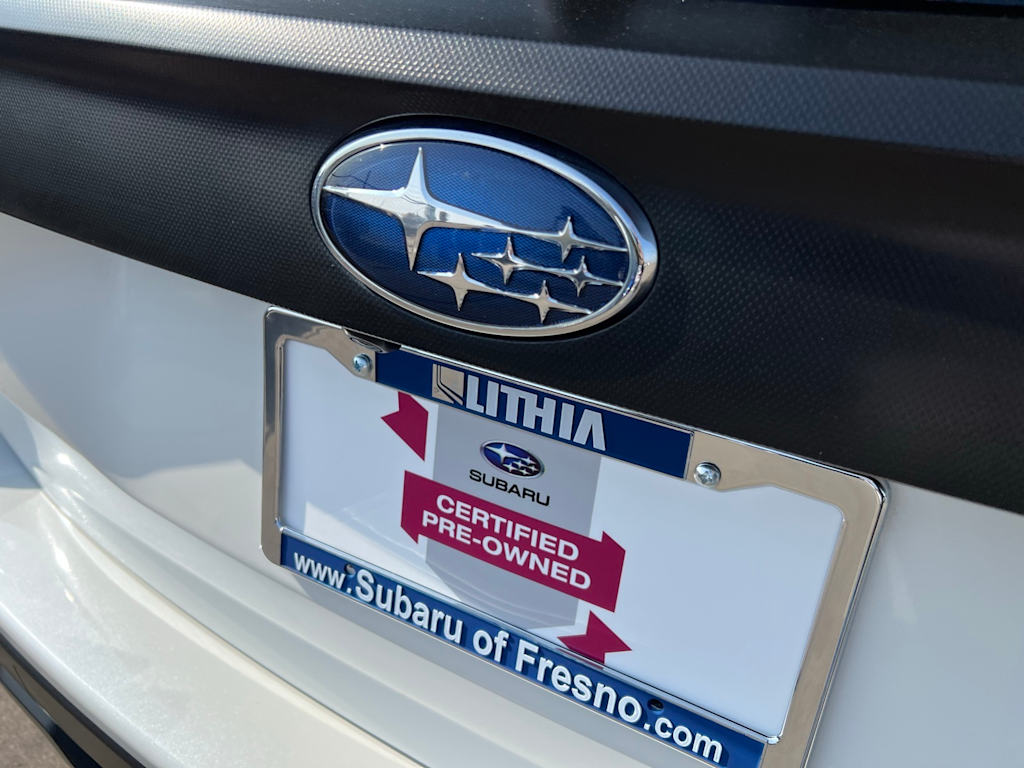 LITHIA
SUBARU
CERTIFIED
PRE-OWNED
www.Subaru of Fresno.com